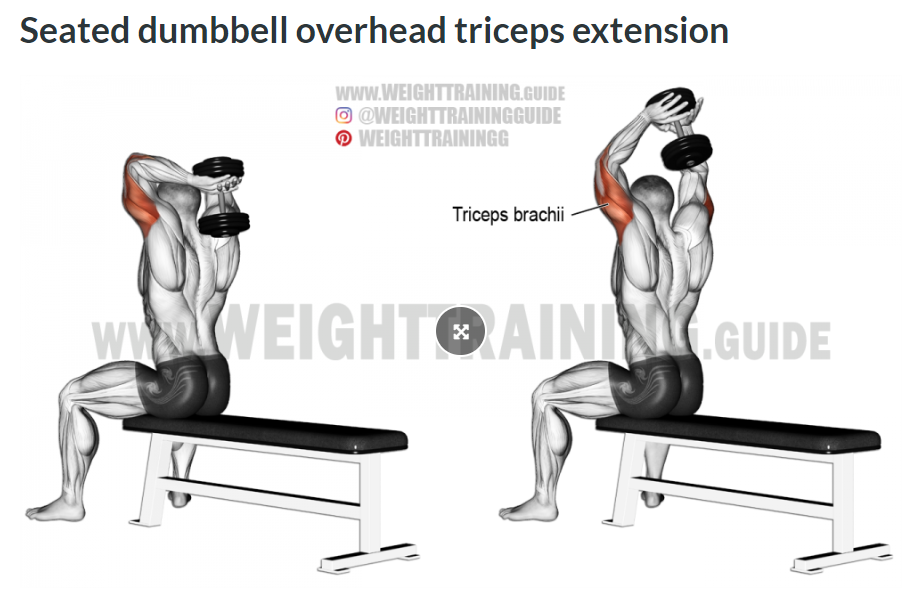 Seated dumbbell overhead triceps extension
WWW.WEIGHTTRAINING.GUIDE
@WEIGHTTRAININGGUIDE
WEIGHTTRAININGG
Triceps brachii
WWW.WEIGHTTRAINING.GUIDE